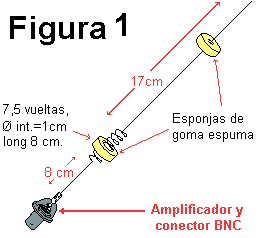 Figura 1
17cm
7,5 vueltas,
Ø int.=1cm
long 8 cm.
Esponjas de
goma espuma
8 cm
Amplificador y
conector BNC